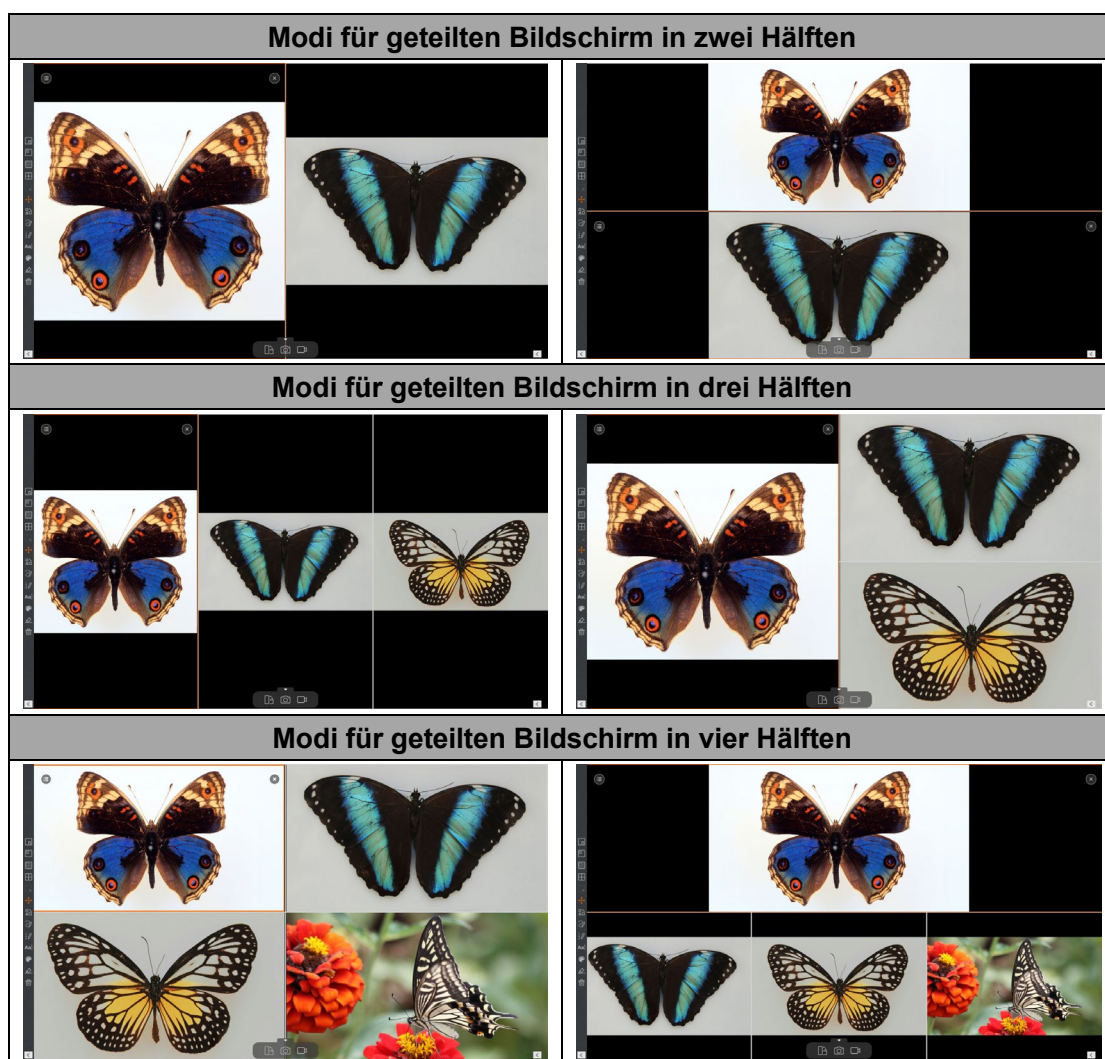 Modi für geteilten Bildschirm in zwei Hälften
Modi für geteilten Bildschirm in drei Hälften
Modi für geteilten Bildschirm in vier Hälften